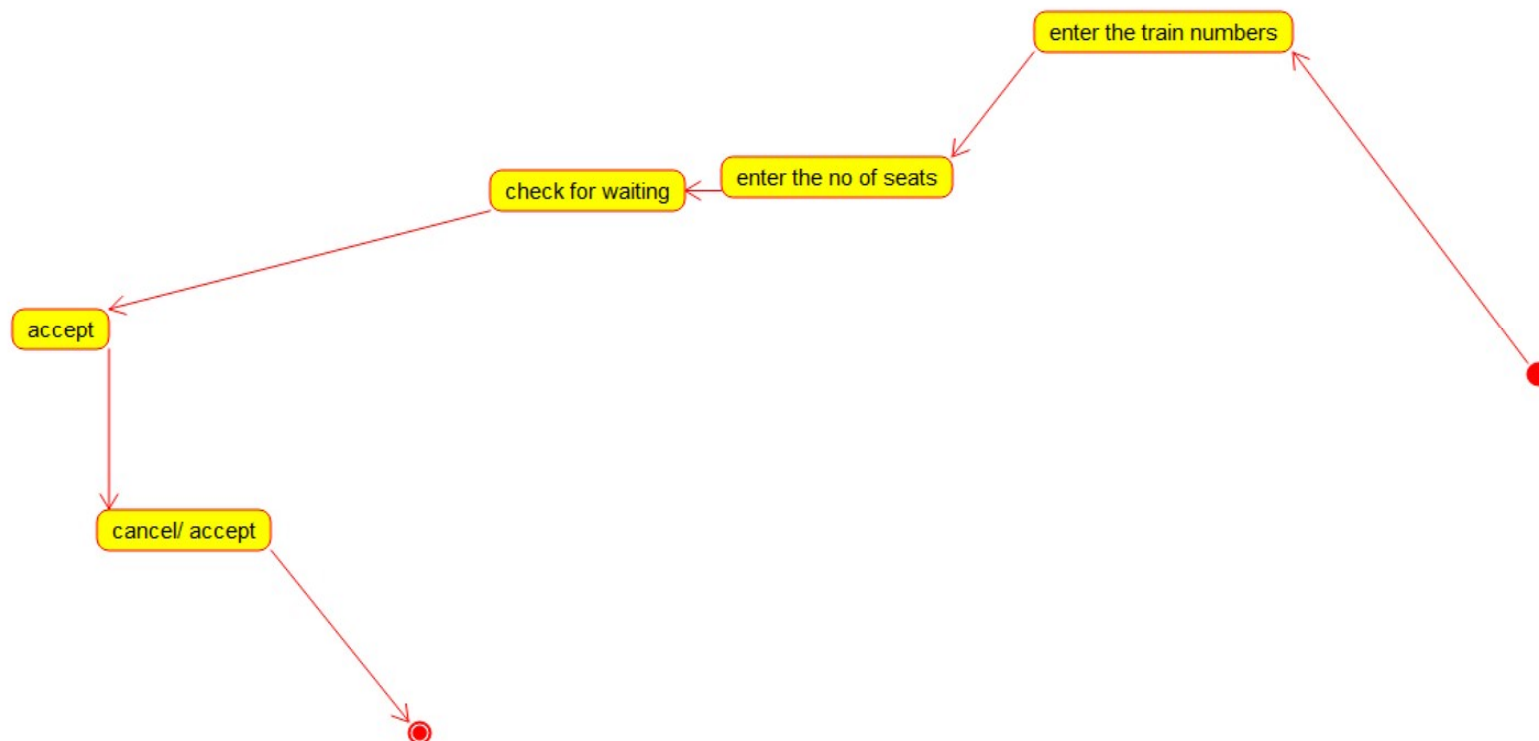 enter the train numbers
enter the no of seats
check for waiting
accept
cancel/ accept